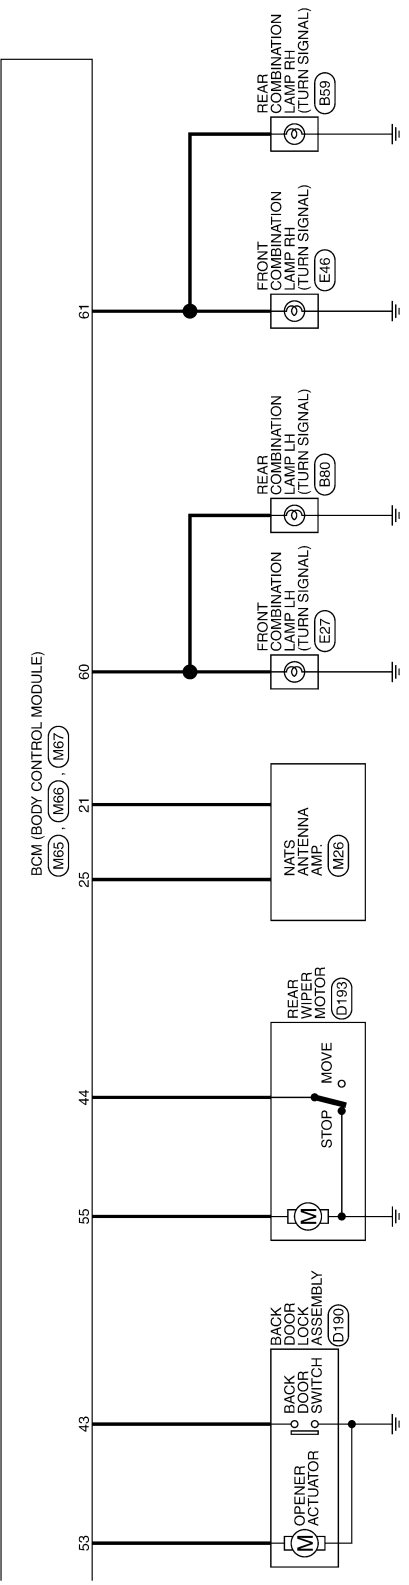 BCM (BODY CONTROL MODULE)
M65 , M66 , M67
53
43
55
44
25
21
60
61
OPENER
ACTUATOR
M
BACK
DOOR
SWITCH
BACK
DOOR
LOCK
ASSEMBLY
D190
M
STOP
MOVE
REAR
WIPER
MOTOR
D193
NATS
ANTENNA
AMP.
M26
FRONT
COMBINATION
LAMP LH
(TURN SIGNAL)
E27
REAR
COMBINATION
LAMP LH
(TURN SIGNAL)
B80
FRONT
COMBINATION
LAMP RH
(TURN SIGNAL)
E46
REAR
COMBINATION
LAMP RH
(TURN SIGNAL)
B59